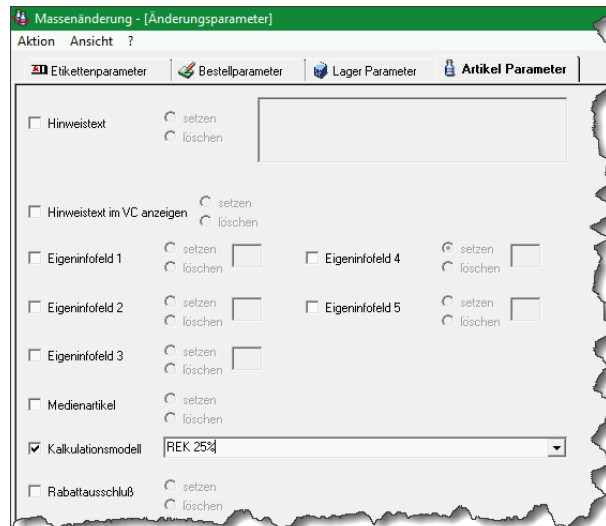 Massenänderung - [Änderungsparameter]
Aktion Ansicht ?
Etikettenparameter Bestellparameter Lager Parameter Artikel Parameter
Hinweistext setzen
löschen
Hinweistext im VC anzeigen setzen
löschen
Eigeninfofeld 1 setzen Eigeninfofeld 4 setzen
löschen löschen
Eigeninfofeld 2 setzen Eigeninfofeld 5 setzen
löschen löschen
Eigeninfofeld 3 setzen
löschen
Medienartikel setzen
löschen
Kalkulationsmodell REK 25%
Rabattausschluß setzen
löschen